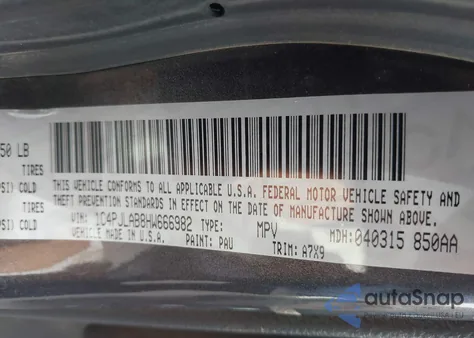 50 LB
TIRES
PSI) COLD
TIRES
PSI) COLD
THIS VEHICLE CONFORMS TO ALL APPLICABLE U.S.A. FEDERAL MOTOR VEHICLE SAFETY AND
THEFT PREVENTION STANDARDS IN EFFECT ON THE DATE OF MANUFACTURE SHOWN ABOVE.
VIN: 1C4PJLAB8HW666982 TYPE: MPV MDH: 040315 850AA
VEHICLE MADE IN U.S.A. PAINT: PAU TRIM: A7X9
autoSnap